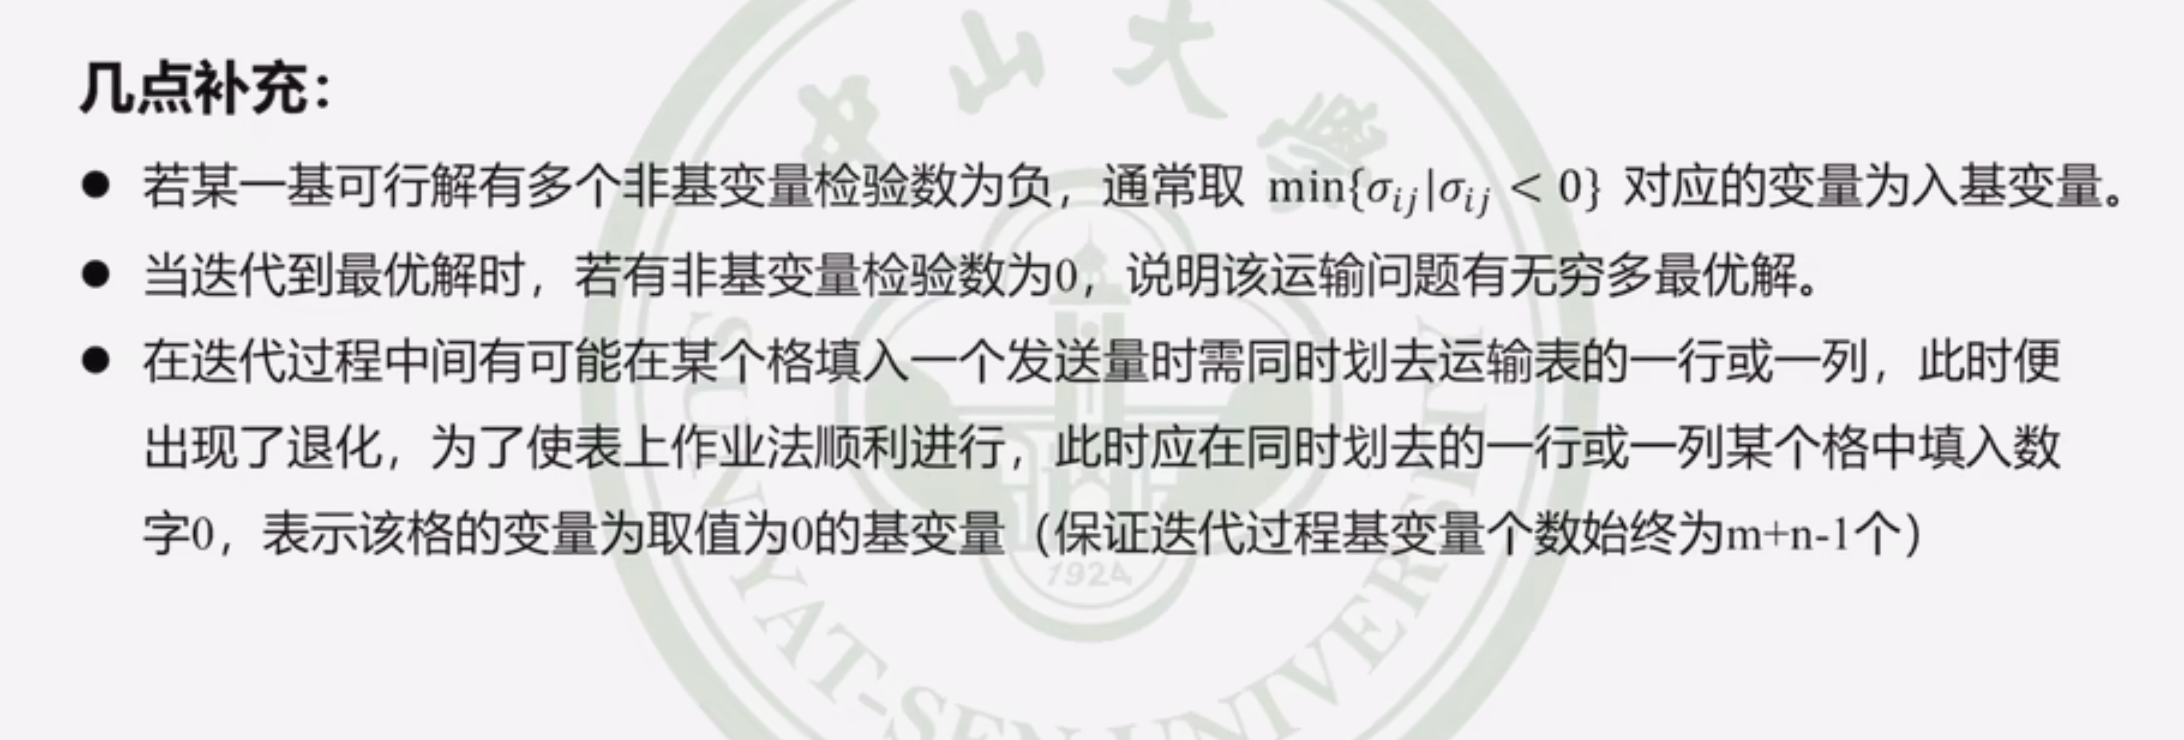 中山大學
几点补充：
● 若某一基可行解有多个非基变量检验数为负，通常取 min{σij|σij < 0} 对应的变量为入基变量。
● 当迭代到最优解时，若有非基变量检验数为0，说明该运输问题有无穷多最优解。
● 在迭代过程中间有可能在某个格填入一个发送量时需同时划去运输表的一行或一列，此时便
出现了退化，为了使表上作业法顺利进行，此时应在同时划去的一行或一列某个格中填入数
字0，表示该格的变量为取值为0的基变量（保证迭代过程基变量个数始终为m+n-1个）
1924
SUN YAT-SEN UNIVERSITY